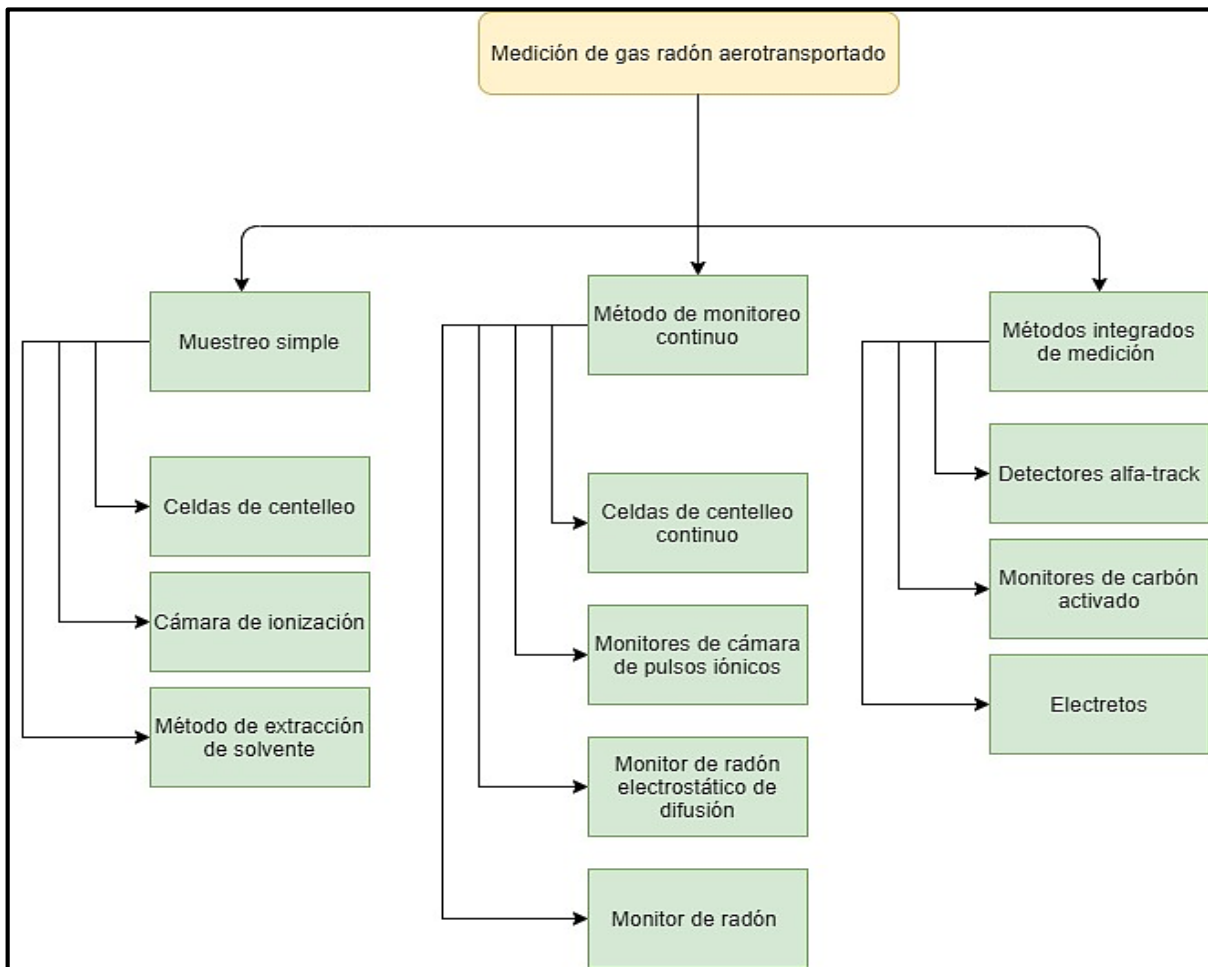 Medición de gas radón aerotransportado
Muestreo simple
Celdas de centelleo
Cámara de ionización
Método de extracción
de solvente
Método de monitoreo
continuo
Celdas de centelleo
continuo
Monitores de cámara
de pulsos iónicos
Monitor de radón
electrostático de
difusión
Monitor de radón
Métodos integrados
de medición
Detectores alfa-track
Monitores de carbón
activado
Electretos